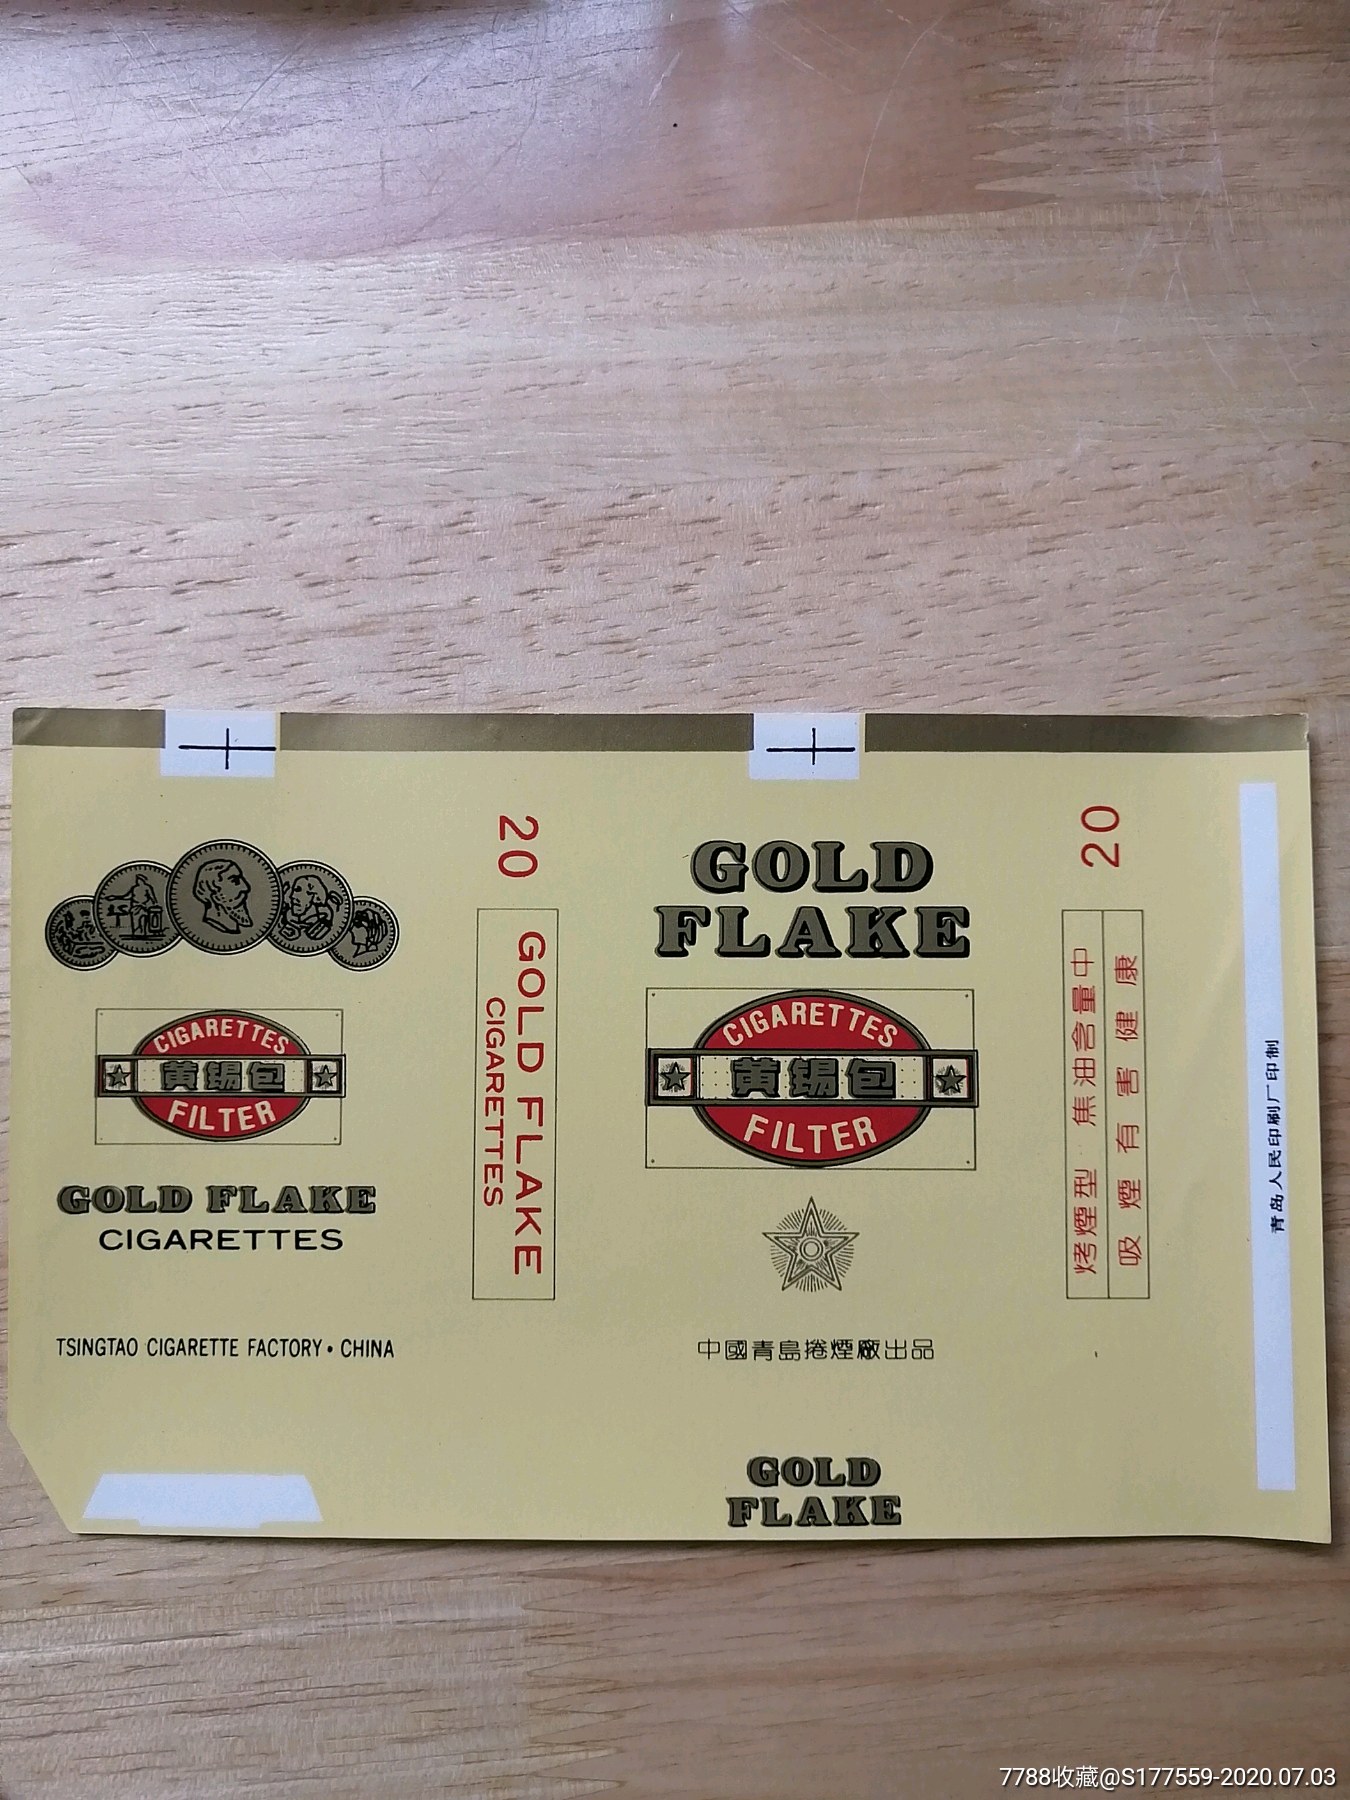 CIGARETTES
黄锡包
FILTER
GOLD FLAKE
CIGARETTES
TSINGTAO CIGARETTE FACTORY • CHINA
20
GOLD FLAKE
CIGARETTES
GOLD
FLAKE
CIGARETTES
黄锡包
FILTER
中國青島捲煙廠出品
GOLD
FLAKE
20
烤煙型 焦油含量中
吸煙有害健康
青岛人民印刷厂印制
7788收藏@S177559-2020.07.03